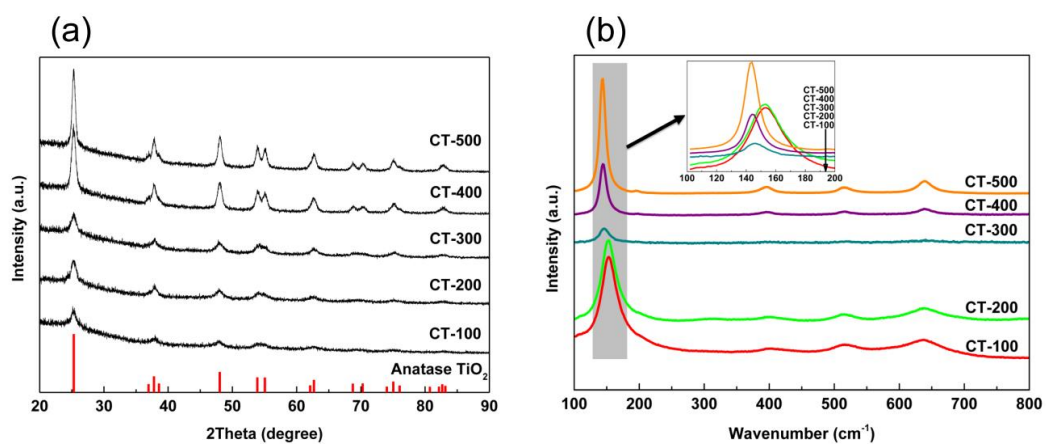 (a)
Intensity (a.u.)
CT-500
CT-400
CT-300
CT-200
CT-100
Anatase TiO₂
20 30 40 50 60 70 80 90
2Theta (degree)
(b)
Intensity (a.u.)
CT-500
CT-400
CT-300
CT-200
CT-100
100 120 140 160 180 200
CT-500
CT-400
CT-300
CT-200
CT-100
100 200 300 400 500 600 700 800
Wavenumber (cm⁻¹)